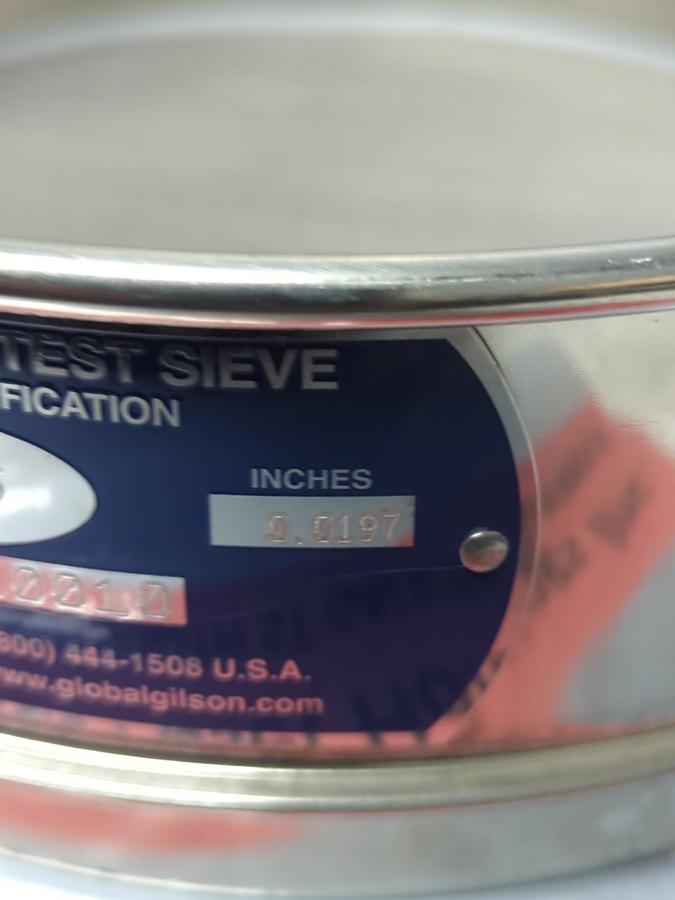 TEST SIEVE
FICATION
INCHES
0.0197
0010
800) 444-1508 U.S.A.
www.globalgilson.com